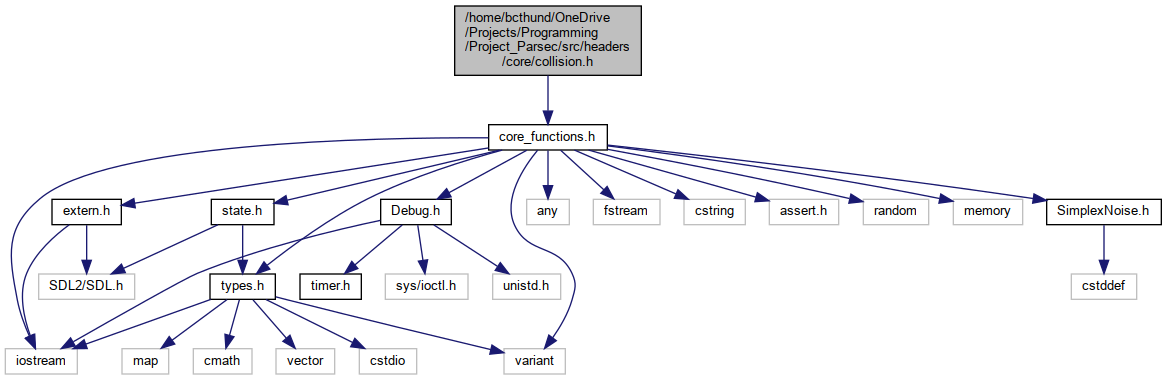 /home/bcthund/OneDrive
/Projects/Programming
/Project_Parsec/src/headers
/core/collision.h
core_functions.h
extern.h
state.h
Debug.h
any
fstream
cstring
assert.h
random
memory
SimplexNoise.h
SDL2/SDL.h
types.h
timer.h
sys/ioctl.h
unistd.h
cstddef
iostream
map
cmath
vector
cstdio
variant